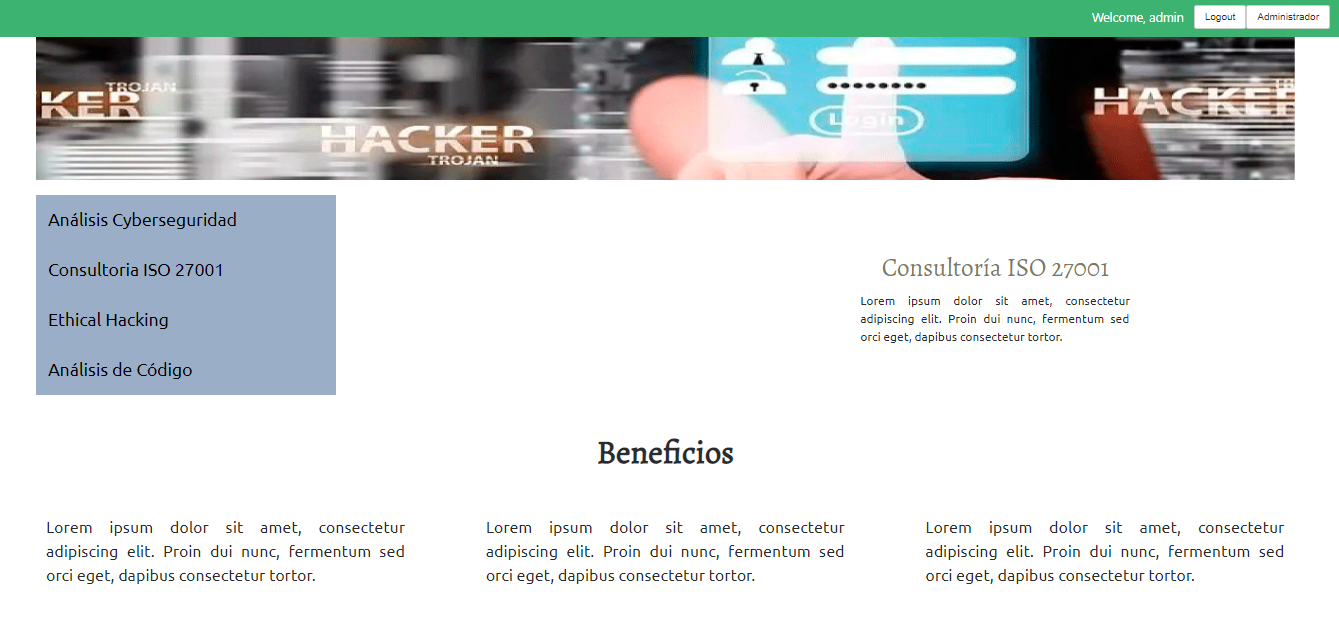 Welcome, admin Logout Administrador
TROJAN
KER
HACKER
TROJAN
Login
HACKER
Análisis Cyberseguridad
Consultoria ISO 27001
Ethical Hacking
Análisis de Código
Consultoría ISO 27001
Lorem ipsum dolor sit amet, consectetur
adipiscing elit. Proin dui nunc, fermentum sed
orci eget, dapibus consectetur tortor.
Beneficios
Lorem ipsum dolor sit amet, consectetur
adipiscing elit. Proin dui nunc, fermentum sed
orci eget, dapibus consectetur tortor.
Lorem ipsum dolor sit amet, consectetur
adipiscing elit. Proin dui nunc, fermentum sed
orci eget, dapibus consectetur tortor.
Lorem ipsum dolor sit amet, consectetur
adipiscing elit. Proin dui nunc, fermentum sed
orci eget, dapibus consectetur tortor.